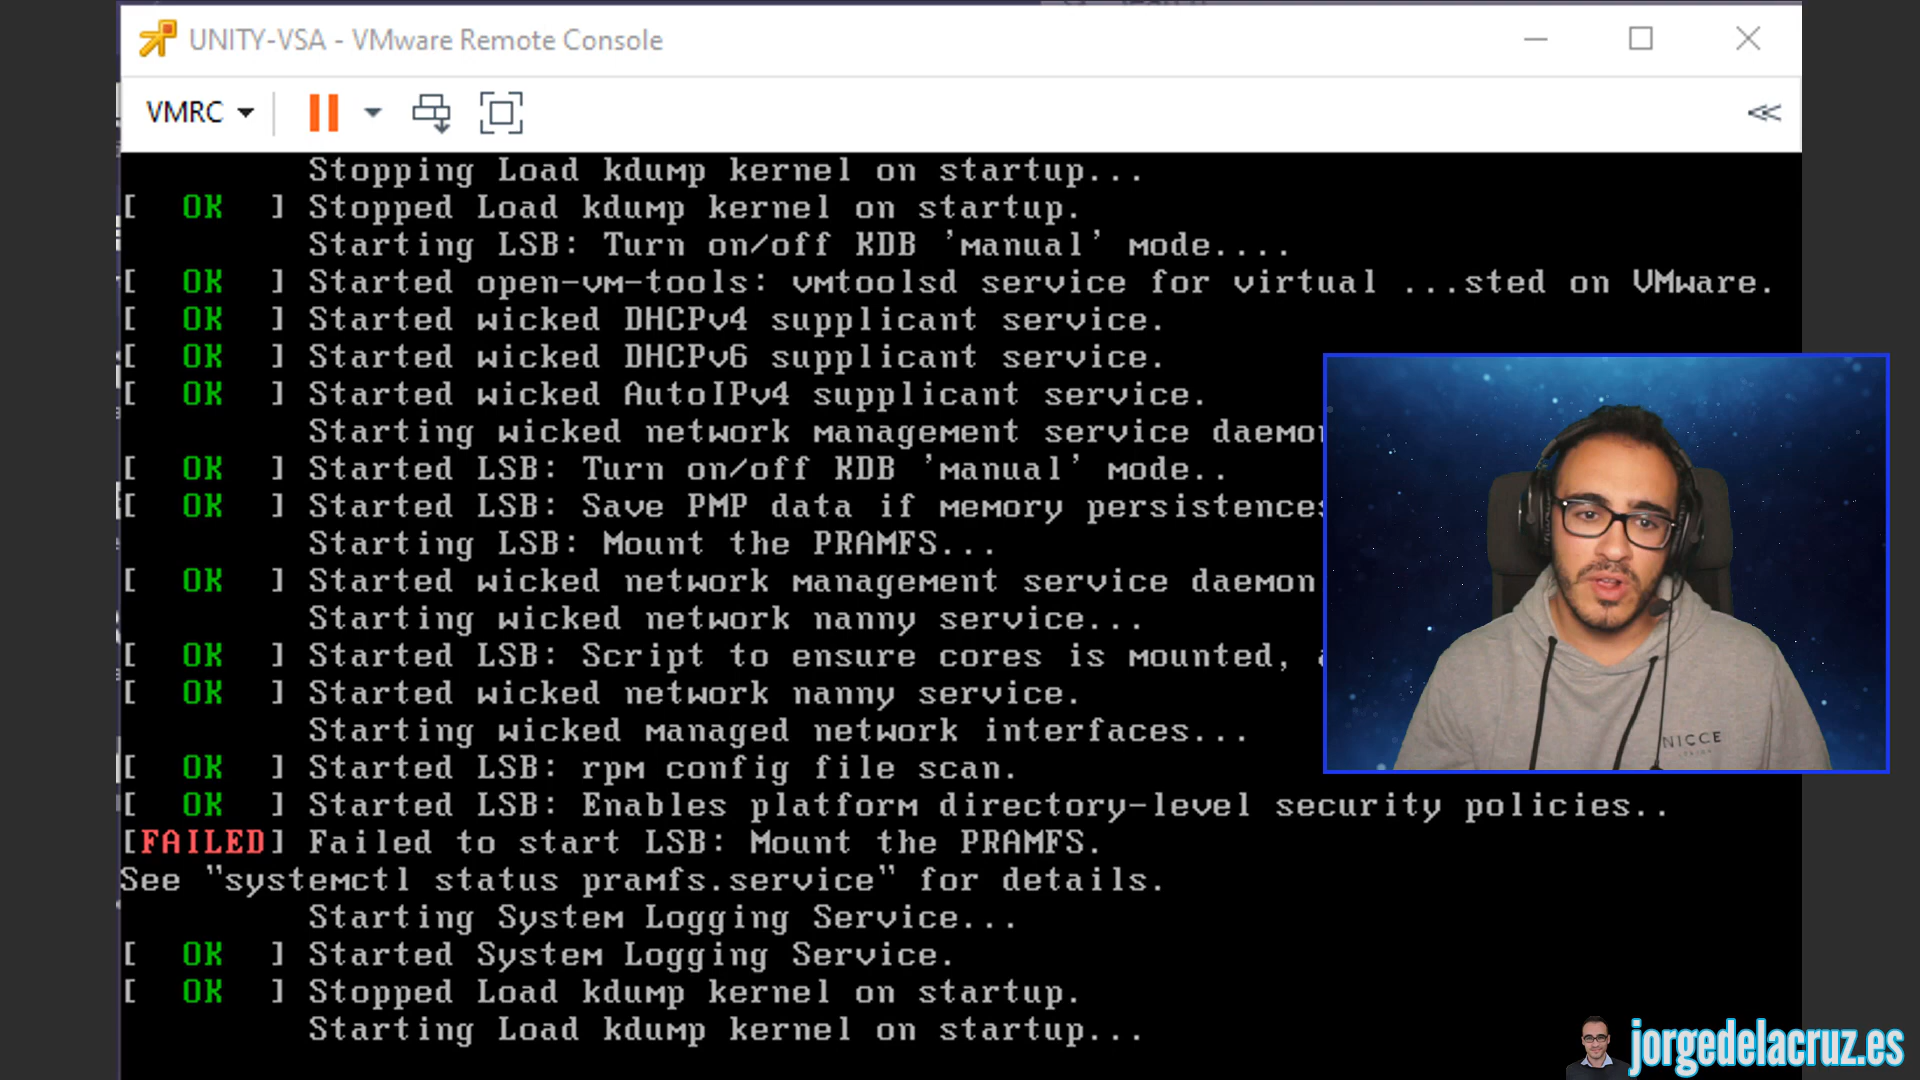 UNITY-VSA - VMware Remote Console
VMRC
Stopping Load kdump kernel on startup...
[ OK ] Stopped Load kdump kernel on startup.
Starting LSB: Turn on/off KDB 'manual' mode....
[ OK ] Started open-vm-tools: vmtoolsd service for virtual ...sted on VMware.
[ OK ] Started wicked DHCPv4 supplicant service.
[ OK ] Started wicked DHCPv6 supplicant service.
[ OK ] Started wicked AutoIPv4 supplicant service.
Starting wicked network management service daemon
[ OK ] Started LSB: Turn on/off KDB 'manual' mode..
[ OK ] Started LSB: Save PMP data if memory persistences
Starting LSB: Mount the PRAMFS...
[ OK ] Started wicked network management service daemon
Starting wicked network nanny service...
[ OK ] Started LSB: Script to ensure cores is mounted,
[ OK ] Started wicked network nanny service.
Starting wicked managed network interfaces...
[ OK ] Started LSB: rpm config file scan.
[ OK ] Started LSB: Enables platform directory-level security policies..
[FAILED] Failed to start LSB: Mount the PRAMFS.
See "systemctl status pramfs.service" for details.
Starting System Logging Service...
[ OK ] Started System Logging Service.
[ OK ] Stopped Load kdump kernel on startup.
Starting Load kdump kernel on startup...
NICCE
jorgedelacruz.es